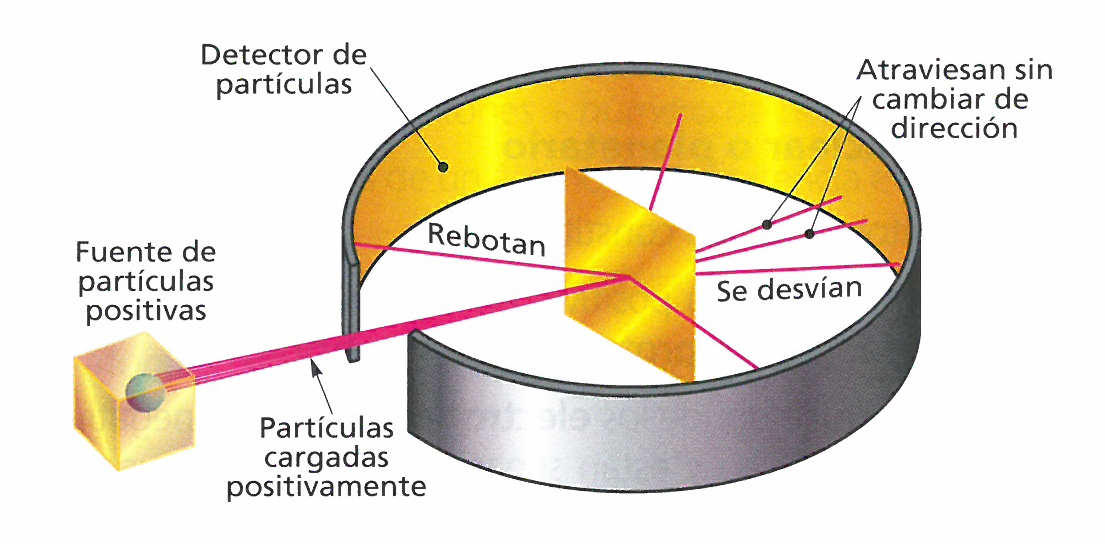 Detector de
partículas
Atraviesan sin
cambiar de
dirección
Rebotan
Fuente de
partículas
positivas
Se desvían
Partículas
cargadas
positivamente